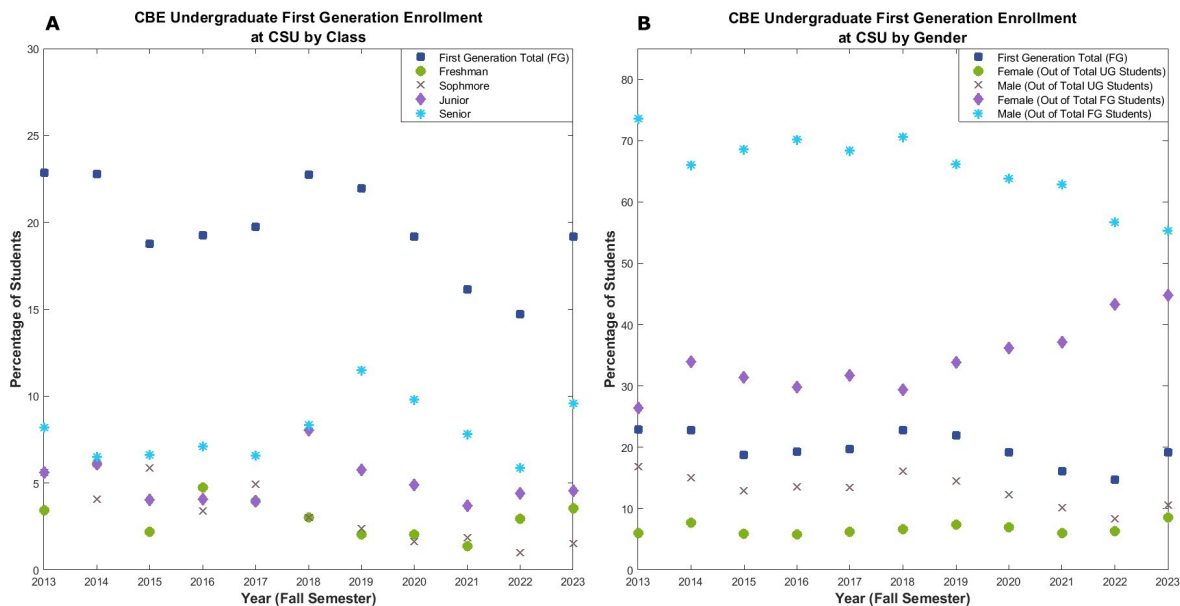 A
CBE Undergraduate First Generation Enrollment
at CSU by Class
30
25
20
15
10
5
0
Percentage of Students
First Generation Total (FG)
Freshman
Sophmore
Junior
Senior
2013 2014 2015 2016 2017 2018 2019 2020 2021 2022 2023
Year (Fall Semester)
B
CBE Undergraduate First Generation Enrollment
at CSU by Gender
80
70
60
50
40
30
20
10
0
Percentage of Students
First Generation Total (FG)
Female (Out of Total UG Students)
Male (Out of Total UG Students)
Female (Out of Total FG Students)
Male (Out of Total FG Students)
2013 2014 2015 2016 2017 2018 2019 2020 2021 2022 2023
Year (Fall Semester)